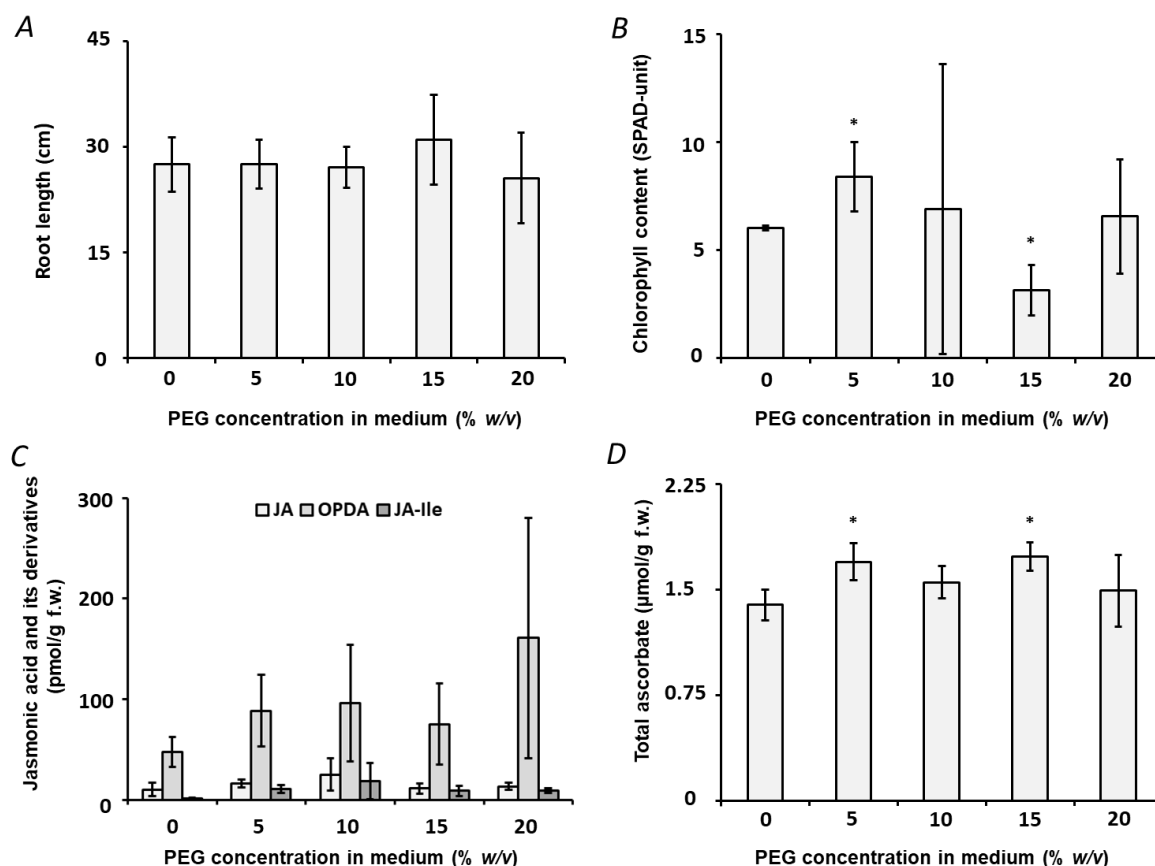 A
45
30
15
0
Root length (cm)
0 5 10 15 20
PEG concentration in medium (% w/v)
B
15
10
5
0
Chlorophyll content (SPAD-unit)
* *
0 5 10 15 20
PEG concentration in medium (% w/v)
C
300
200
100
0
Jasmonic acid and its derivatives
(pmol/g f.w.)
JA OPDA JA-Ile
0 5 10 15 20
PEG concentration in medium (% w/v)
D
2.25
1.5
0.75
0
Total ascorbate (μmol/g f.w.)
* *
0 5 10 15 20
PEG concentration in medium (% w/v)